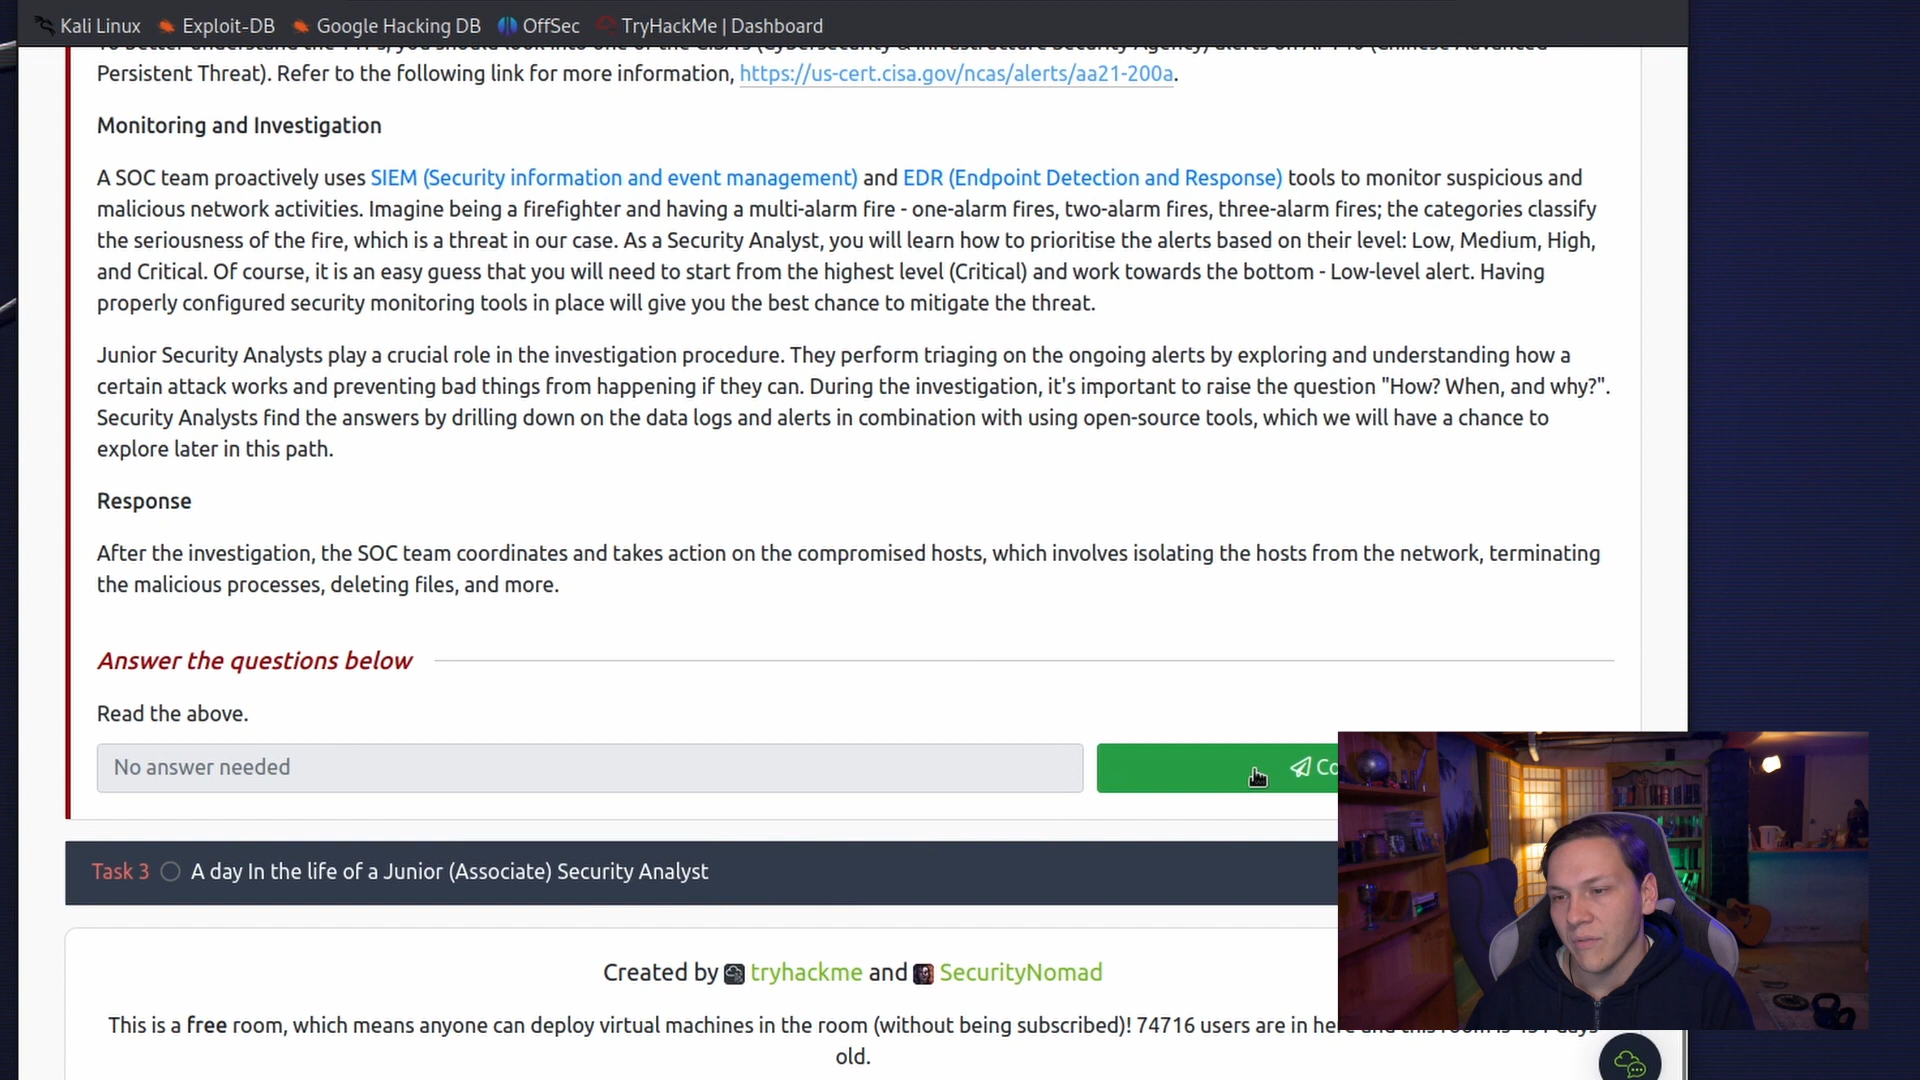 Kali Linux Exploit-DB Google Hacking DB OffSec TryHackMe | Dashboard
Persistent Threat). Refer to the following link for more information, https://us-cert.cisa.gov/ncas/alerts/aa21-200a.
Monitoring and Investigation
A SOC team proactively uses SIEM (Security information and event management) and EDR (Endpoint Detection and Response) tools to monitor suspicious and
malicious network activities. Imagine being a firefighter and having a multi-alarm fire - one-alarm fires, two-alarm fires, three-alarm fires; the categories classify
the seriousness of the fire, which is a threat in our case. As a Security Analyst, you will learn how to prioritise the alerts based on their level: Low, Medium, High,
and Critical. Of course, it is an easy guess that you will need to start from the highest level (Critical) and work towards the bottom - Low-level alert. Having
properly configured security monitoring tools in place will give you the best chance to mitigate the threat.
Junior Security Analysts play a crucial role in the investigation procedure. They perform triaging on the ongoing alerts by exploring and understanding how a
certain attack works and preventing bad things from happening if they can. During the investigation, it's important to raise the question "How? When, and why?".
Security Analysts find the answers by drilling down on the data logs and alerts in combination with using open-source tools, which we will have a chance to
explore later in this path.
Response
After the investigation, the SOC team coordinates and takes action on the compromised hosts, which involves isolating the hosts from the network, terminating
the malicious processes, deleting files, and more.
Answer the questions below
Read the above.
No answer needed
Co
Task 3 A day In the life of a Junior (Associate) Security Analyst
Created by tryhackme and SecurityNomad
This is a free room, which means anyone can deploy virtual machines in the room (without being subscribed)! 74716 users are in
old.